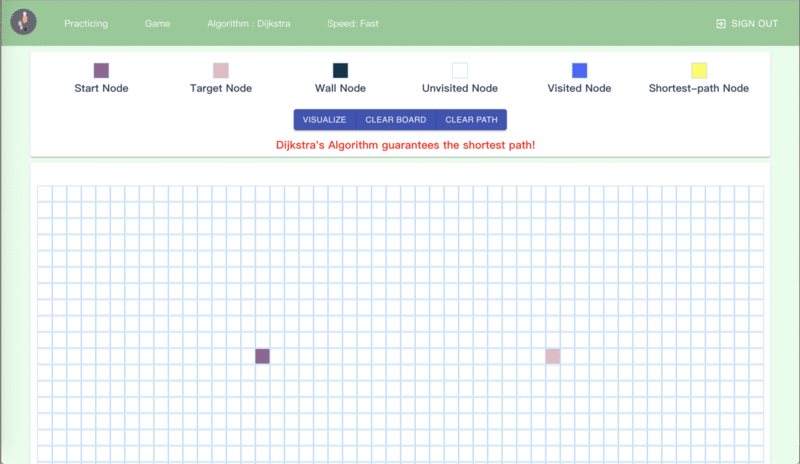 Practicing Game Algorithm : Dijkstra Speed: Fast SIGN OUT
Start Node Target Node Wall Node Unvisited Node Visited Node Shortest-path Node
VISUALIZE CLEAR BOARD CLEAR PATH
Dijkstra's Algorithm guarantees the shortest path!